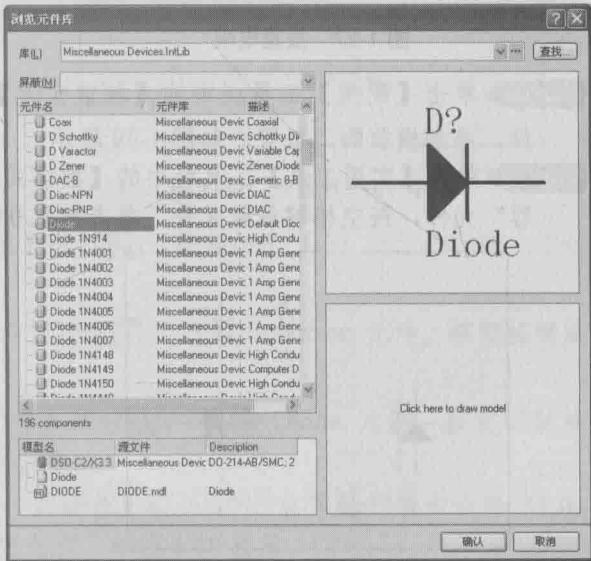 浏览元件库
库(L) Miscellaneous Devices.IntLib 查找...
屏蔽(M)
元件名 元件库 描述
Coax Miscellaneous Devic Coaxial
D Schottky Miscellaneous Devic Schottky Di
D Varactor Miscellaneous Devic Variable Cap
D Zener Miscellaneous Devic Zener Diode
DAC-8 Miscellaneous Devic Generic 8-B
Diac-NPN Miscellaneous Devic DIAC
Diac-PNP Miscellaneous Devic DIAC
Diode Miscellaneous Devic Default Diod
Diode 1N914 Miscellaneous Devic High Condu
Diode 1N4001 Miscellaneous Devic 1 Amp Gene
Diode 1N4002 Miscellaneous Devic 1 Amp Gene
Diode 1N4003 Miscellaneous Devic 1 Amp Gene
Diode 1N4004 Miscellaneous Devic 1 Amp Gene
Diode 1N4005 Miscellaneous Devic 1 Amp Gene
Diode 1N4006 Miscellaneous Devic 1 Amp Gene
Diode 1N4007 Miscellaneous Devic 1 Amp Gene
Diode 1N4148 Miscellaneous Devic High Condu
Diode 1N4149 Miscellaneous Devic Computer D
Diode 1N4150 Miscellaneous Devic High Condu
196 components
模型名 源文件 Description
DSO-C2/X3.3 Miscellaneous Devic DO-214-AB/SMC; 2
Diode
DIODE DIODE.mdl Diode
D?
Diode
Click here to draw model
确认 取消